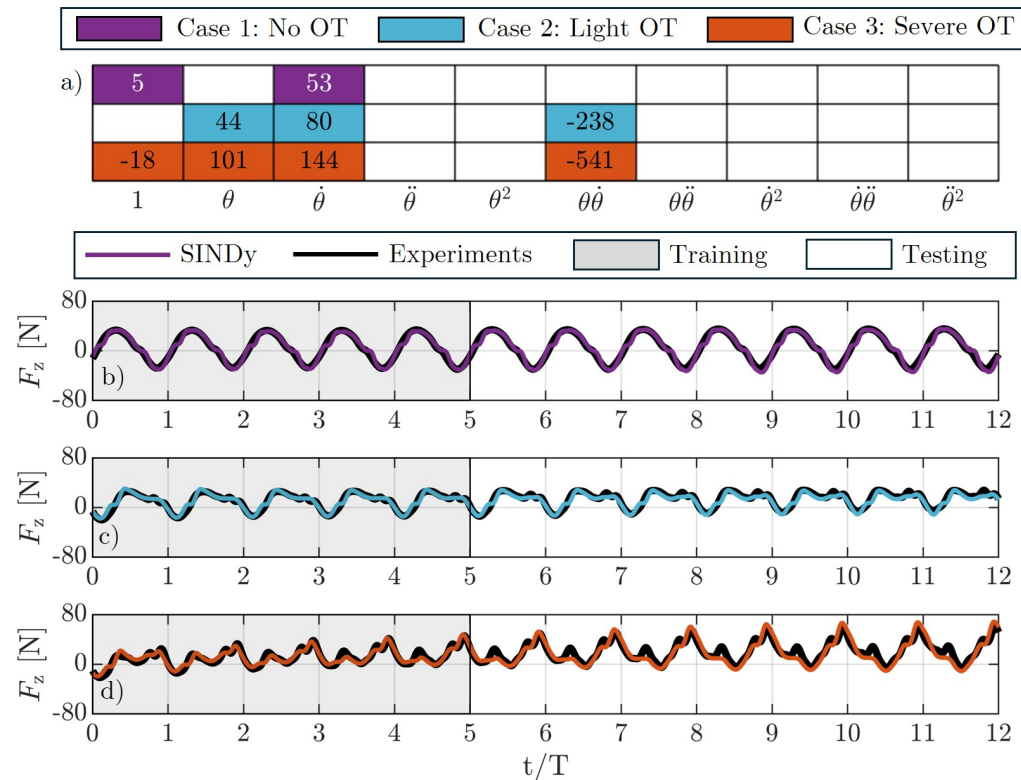 Case 1: No OT Case 2: Light OT Case 3: Severe OT
a)
5 53
44 80 -238
-18 101 144 -541
1 θ θ̇ θ̈ θ² θθ̇ θθ̈ θ̇² θ̇θ̈ θ̈²
SINDy Experiments Training Testing
80
0
-80
F_z [N]
b)
0 1 2 3 4 5 6 7 8 9 10 11 12
80
0
-80
F_z [N]
c)
0 1 2 3 4 5 6 7 8 9 10 11 12
80
0
-80
F_z [N]
d)
0 1 2 3 4 5 6 7 8 9 10 11 12
t/T